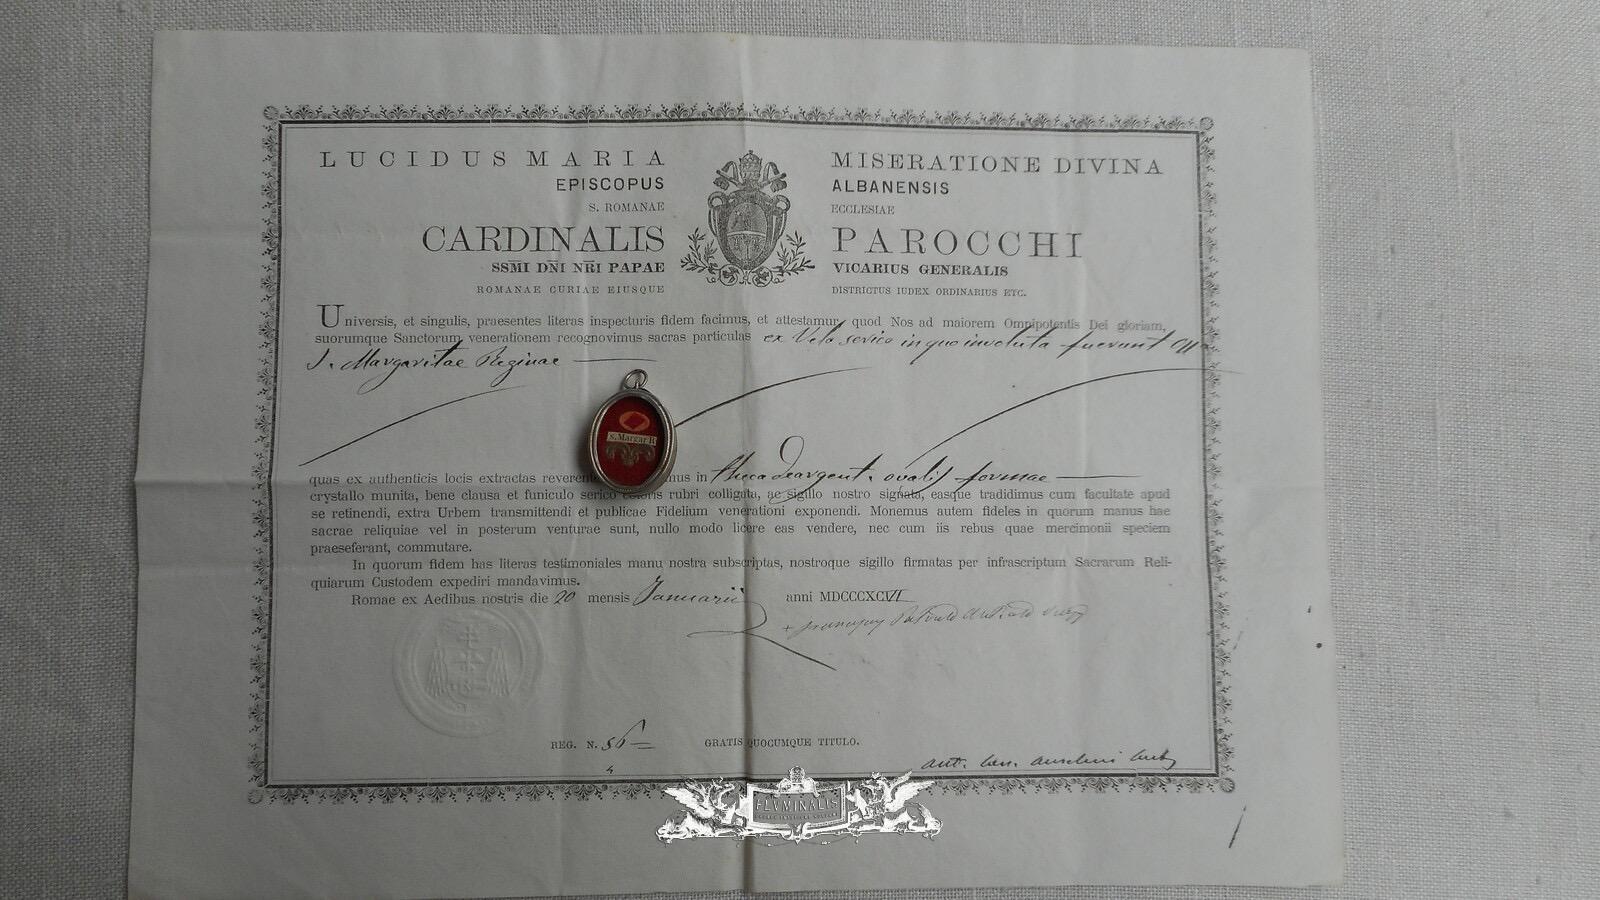 LUCIDUS MARIA MISERATIONE DIVINA
EPISCOPUS ALBANENSIS
S. ROMANAE ECCLESIAE
CARDINALIS PAROCCHI
SSM̄I DN̄I NR̄I PAPAE VICARIUS GENERALIS
ROMANAE CURIAE EIUSQUE DISTRICTUS IUDEX ORDINARIUS ETC.
Universis, et singulis, praesentes literas inspecturis fidem facimus, et attestamur, quod Nos ad maiorem Omnipotentis Dei gloriam,
suorumque Sanctorum venerationem recognovimus sacras particulas ex Velo serico in quo involuta fuerunt
S. Margaritae Reginae
S. Margar. R
quas ex authenticis locis extractas reverente mus in theca de argent. ovalis formae
crystallo munita, bene clausa et funiculo serico coloris rubri colligata, ac sigillo nostro signata, easque tradidimus cum facultate apud
se retinendi, extra Urbem transmittendi et publicae Fidelium venerationi exponendi. Monemus autem fideles in quorum manus hae
sacrae reliquiae vel in posterum venturae sunt, nullo modo licere eas vendere, nec cum iis rebus quae mercimonii speciem
praeseferant, commutare.
In quorum fidem has literas testimoniales manu nostra subscriptas, nostroque sigillo firmatas per infrascriptum Sacrarum Reli-
quiarum Custodem expediri mandavimus.
Romae ex Aedibus nostris die 20 mensis Januarii anni MDCCCXCVI
REG. N. 56 GRATIS QUOCUMQUE TITULO.
FLVMINALIS